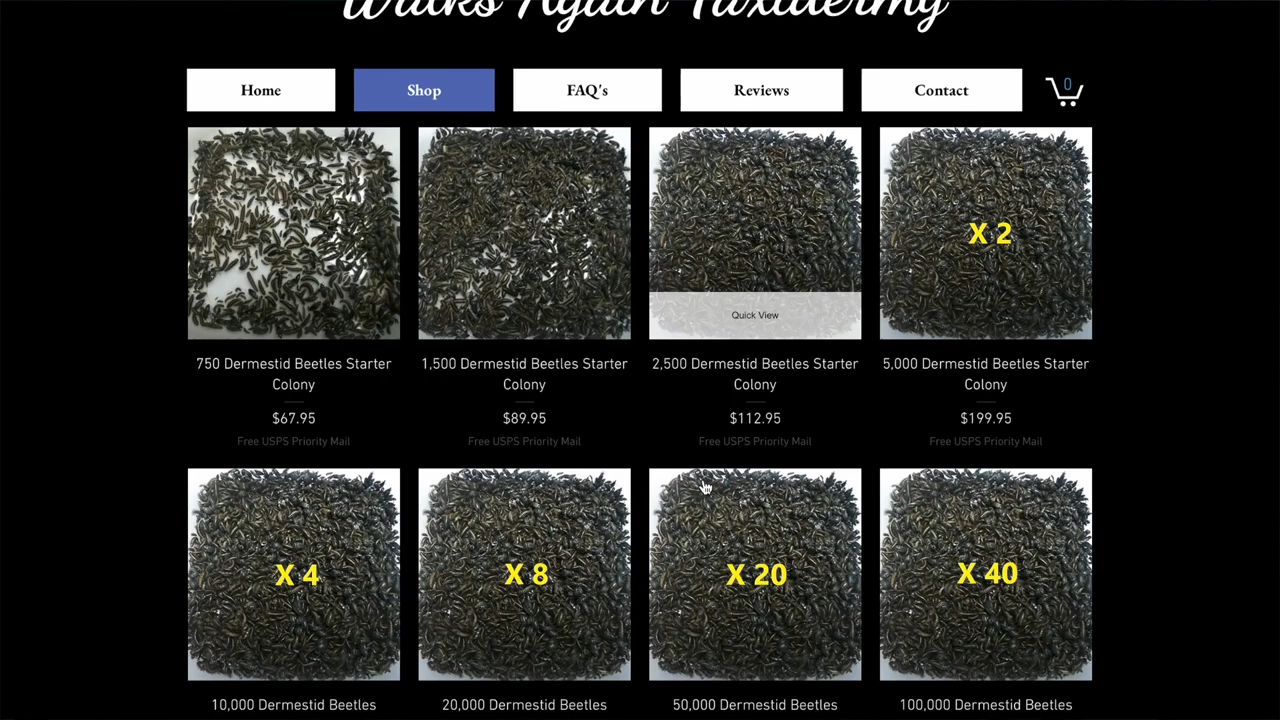 Walks Again Taxidermy
Home
Shop
FAQ's
Reviews
Contact
0
X 2
Quick View
750 Dermestid Beetles Starter
Colony
$67.95
Free USPS Priority Mail
1,500 Dermestid Beetles Starter
Colony
$89.95
Free USPS Priority Mail
2,500 Dermestid Beetles Starter
Colony
$112.95
Free USPS Priority Mail
5,000 Dermestid Beetles Starter
Colony
$199.95
Free USPS Priority Mail
X 4
X 8
X 20
X 40
10,000 Dermestid Beetles
20,000 Dermestid Beetles
50,000 Dermestid Beetles
100,000 Dermestid Beetles